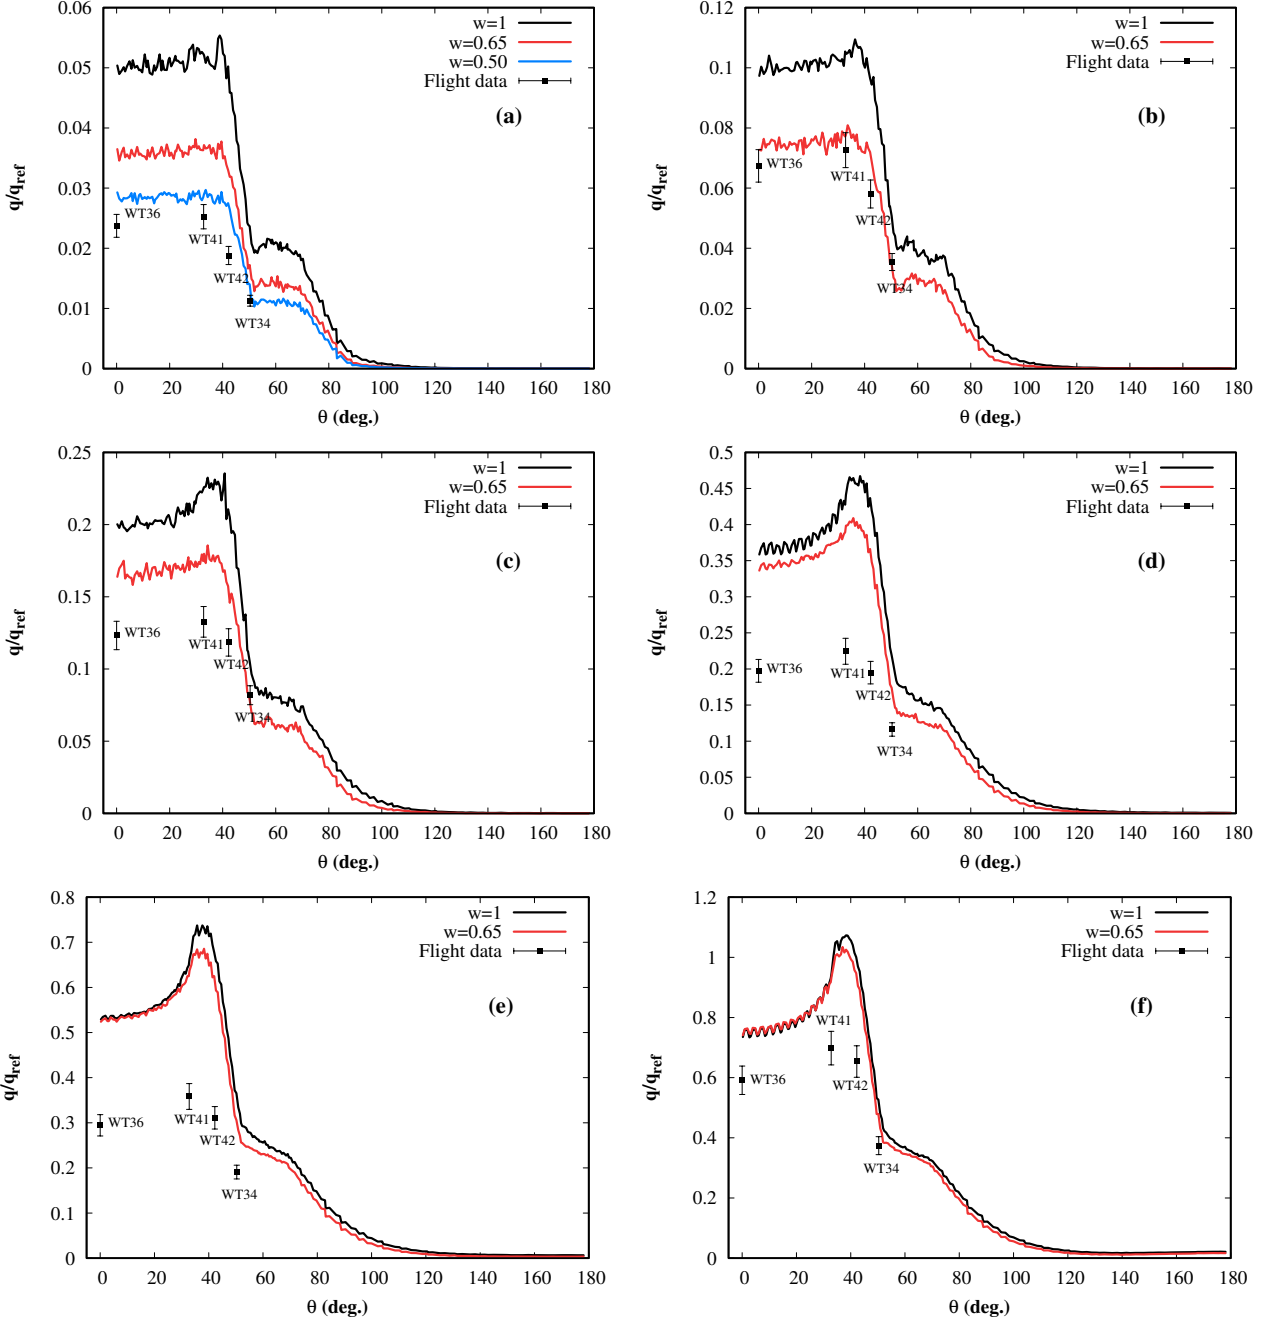 0.06
0.05
0.04
0.03
0.02
0.01
0
q/q_ref
w=1
w=0.65
w=0.50
Flight data
(a)
WT36
WT41
WT42
WT34
0 20 40 60 80 100 120 140 160 180
θ (deg.)
0.12
0.1
0.08
0.06
0.04
0.02
0
q/q_ref
w=1
w=0.65
Flight data
(b)
WT36
WT41
WT42
WT34
0 20 40 60 80 100 120 140 160 180
θ (deg.)
0.25
0.2
0.15
0.1
0.05
0
q/q_ref
w=1
w=0.65
Flight data
(c)
WT36
WT41
WT42
WT34
0 20 40 60 80 100 120 140 160 180
θ (deg.)
0.5
0.45
0.4
0.35
0.3
0.25
0.2
0.15
0.1
0.05
0
q/q_ref
w=1
w=0.65
Flight data
(d)
WT36
WT41
WT42
WT34
0 20 40 60 80 100 120 140 160 180
θ (deg.)
0.8
0.7
0.6
0.5
0.4
0.3
0.2
0.1
0
q/q_ref
w=1
w=0.65
Flight data
(e)
WT36
WT41
WT42
WT34
0 20 40 60 80 100 120 140 160 180
θ (deg.)
1.2
1
0.8
0.6
0.4
0.2
0
q/q_ref
w=1
w=0.65
Flight data
(f)
WT41
WT36
WT42
WT34
0 20 40 60 80 100 120 140 160 180
θ (deg.)